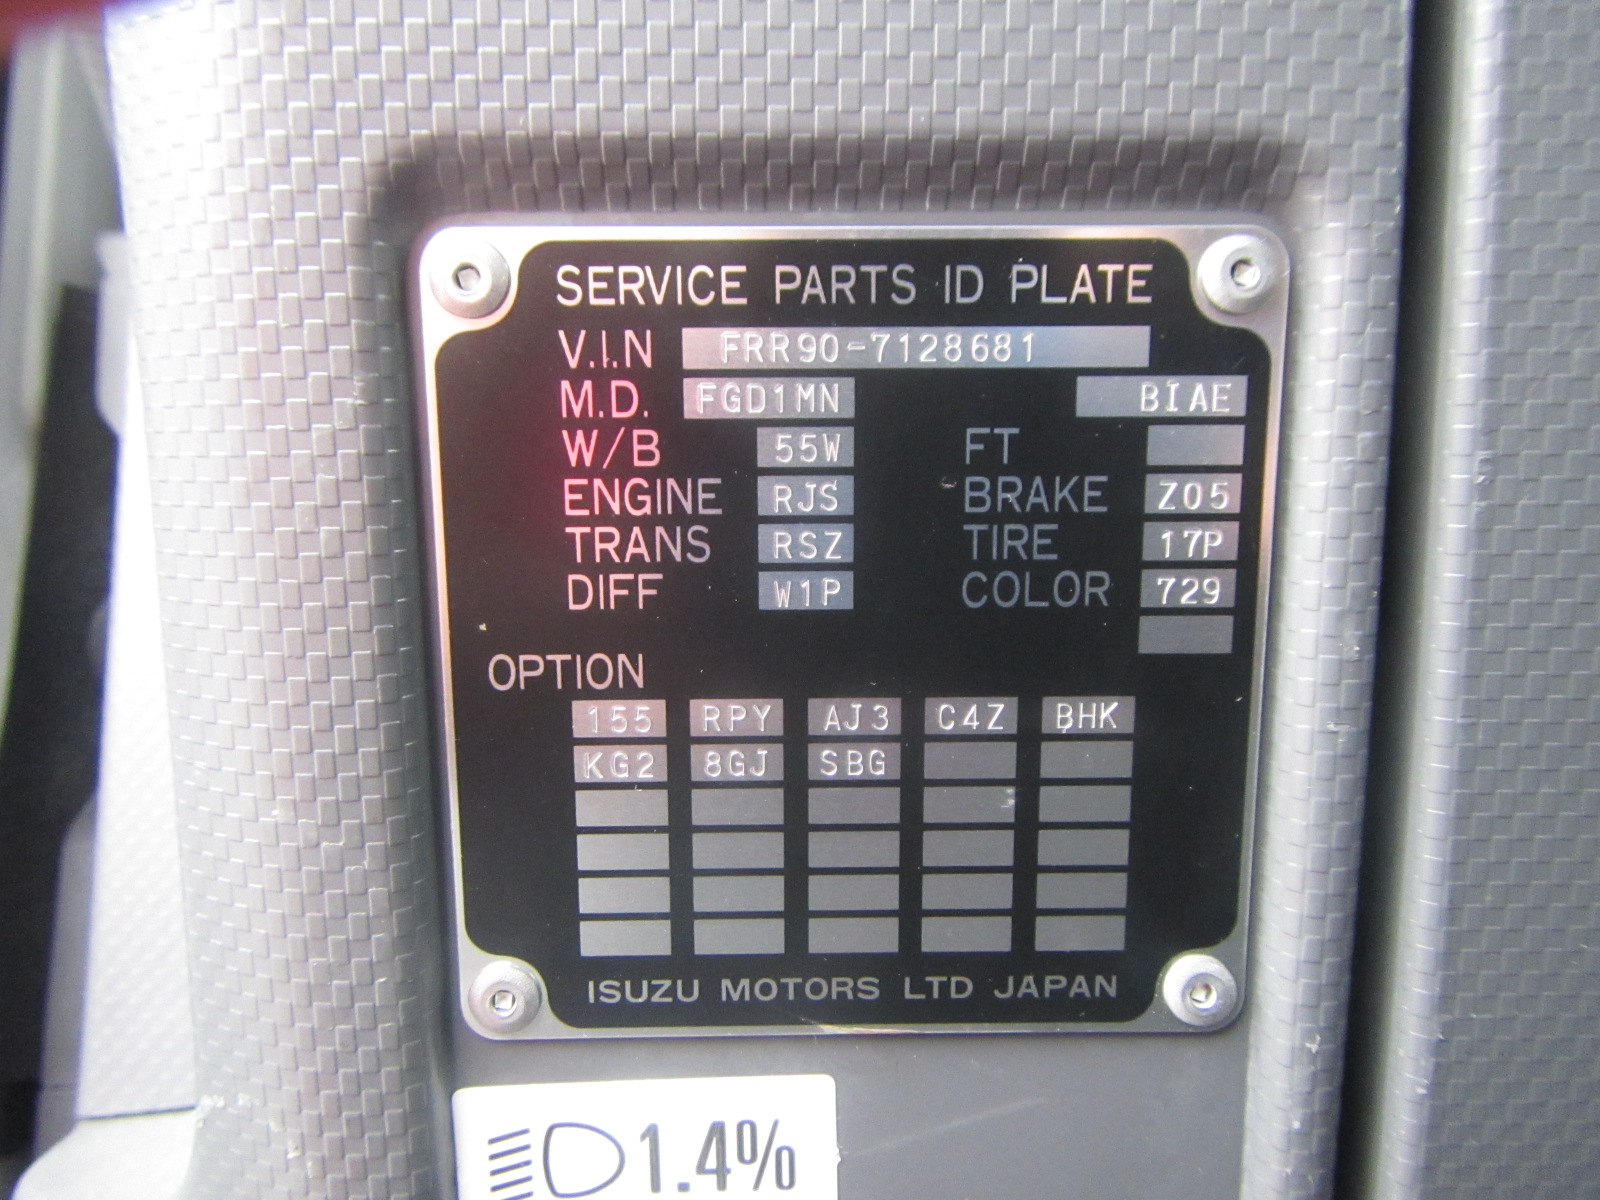 SERVICE PARTS ID PLATE
V.I.N FRR90-7128681
M.D. FGD1MN BIAE
W/B 55W FT
ENGINE RJS BRAKE Z05
TRANS RSZ TIRE 17P
DIFF W1P COLOR 729
OPTION
155 RPY AJ3 C4Z BHK
KG2 8GJ SBG
ISUZU MOTORS LTD JAPAN
1.4%